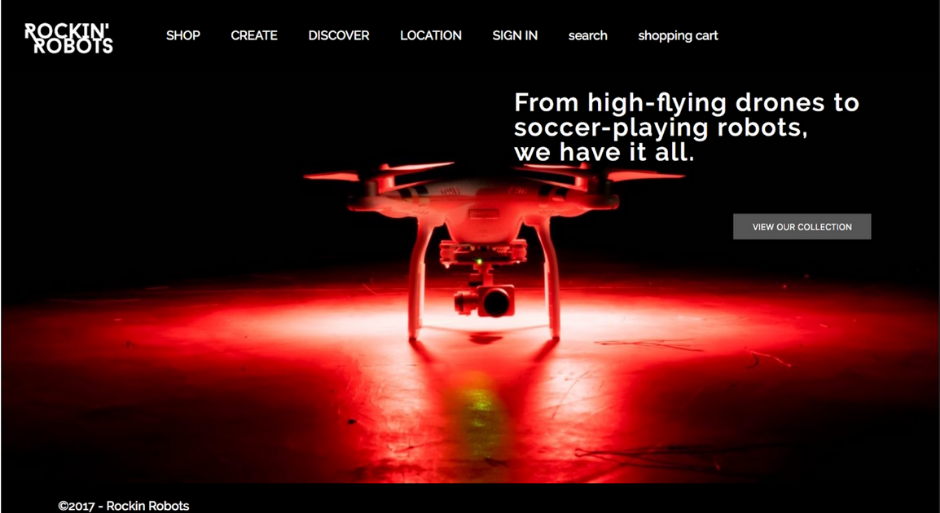 ROCKIN'
ROBOTS
SHOP CREATE DISCOVER LOCATION SIGN IN search shopping cart
From high-flying drones to
soccer-playing robots,
we have it all.
VIEW OUR COLLECTION
©2017 - Rockin Robots